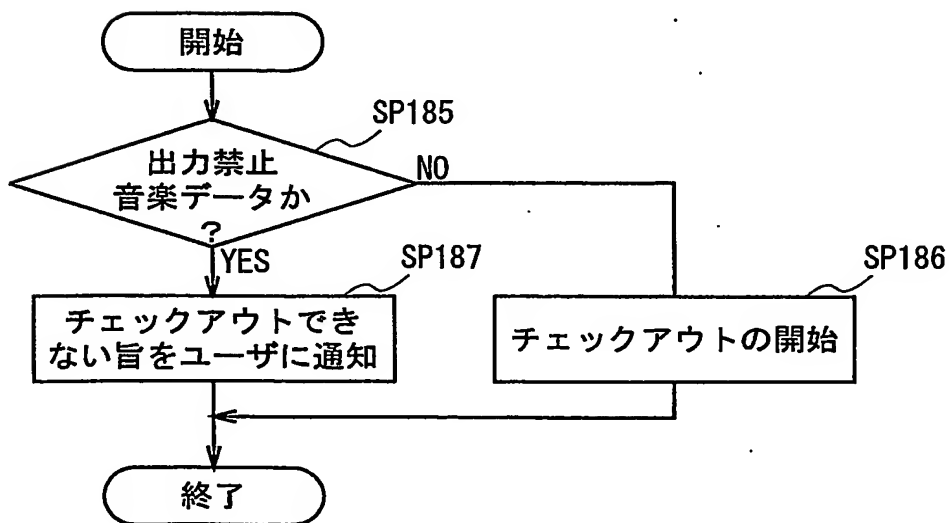 開始
SP185
出力禁止
音楽データか
?
NO
YES
SP187
チェックアウトでき
ない旨をユーザに通知
SP186
チェックアウトの開始
終了